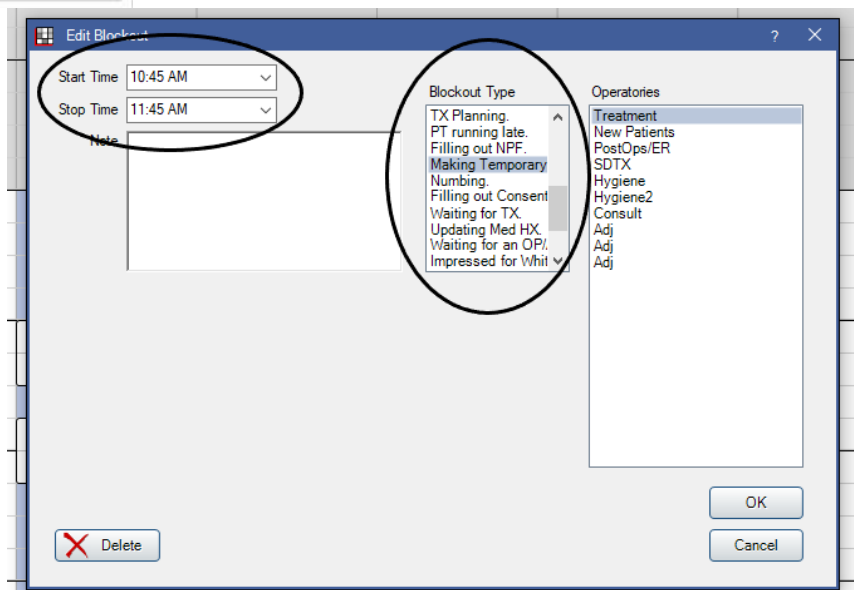 Edit Blockout
?
Start Time 10:45 AM
Stop Time 11:45 AM
Note
Blockout Type
TX Planning.
PT running late.
Filling out NPF.
Making Temporary
Numbing.
Filling out Consent
Waiting for TX.
Updating Med HX.
Waiting for an OP/.
Impressed for Whit
Operatories
Treatment
New Patients
PostOps/ER
SDTX
Hygiene
Hygiene2
Consult
Adj
Adj
Adj
OK
Delete
Cancel